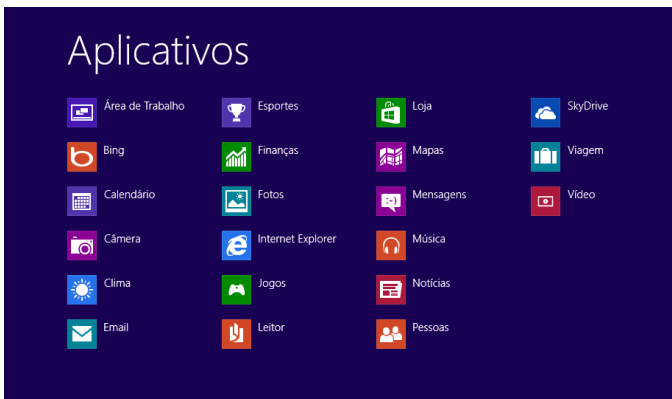 Aplicativos
Área de Trabalho
Bing
Calendário
Câmera
Clima
Email
Esportes
Finanças
Fotos
Internet Explorer
Jogos
Leitor
Loja
Mapas
Mensagens
Música
Notícias
Pessoas
SkyDrive
Viagem
Vídeo